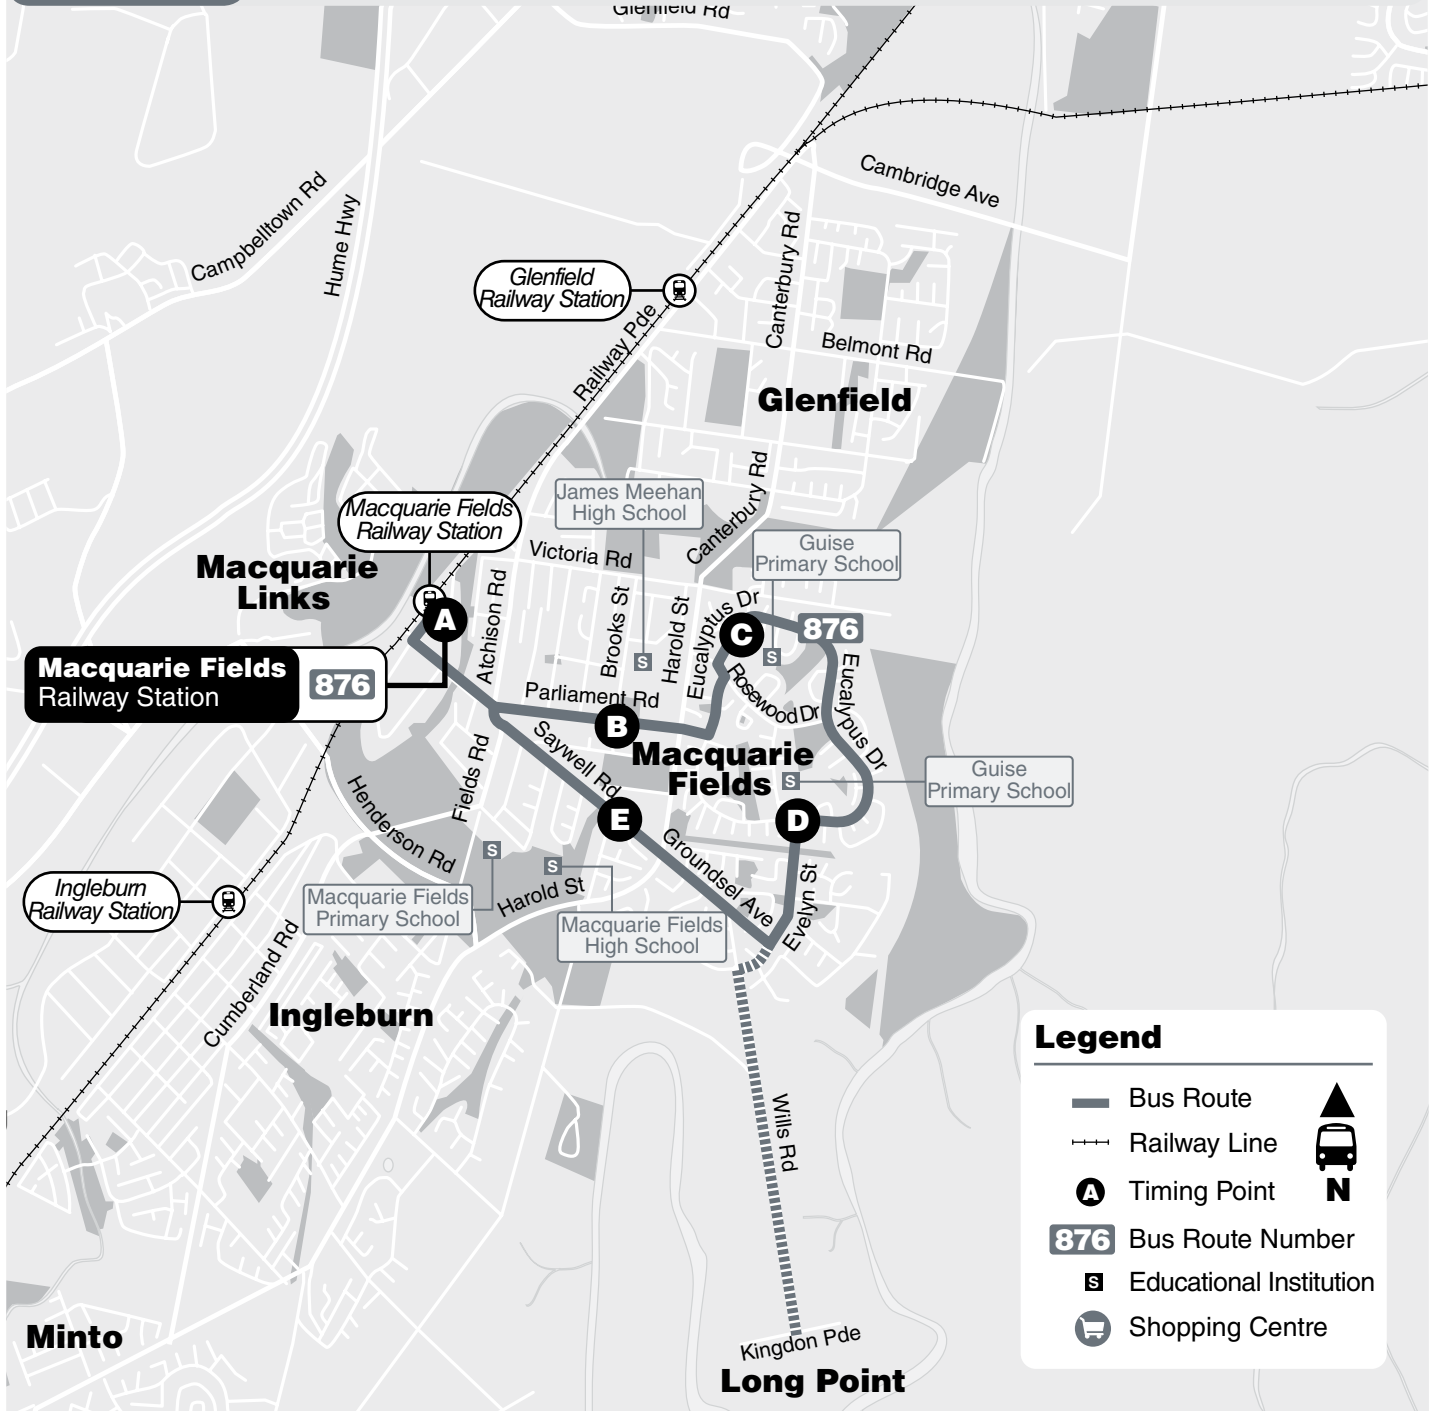 Glenfield Rd
Campbelltown Rd
Hume Hwy
Cambridge Ave
Canterbury Rd
Glenfield
Railway Station
Railway Pde
Belmont Rd
Glenfield
Canterbury Rd
James Meehan
High School
Macquarie Fields
Railway Station
Guise
Primary School
Victoria Rd
Macquarie
Links
Atchison Rd
Brooks St
Harold St
Eucalyptus Dr
A
C
876
S
S
Macquarie Fields
Railway Station
876
Eucalypus Dr
Rosewood Dr
Parliament Rd
B
Saywell Rd
Macquarie
Fields
S
Guise
Primary School
Fields Rd
Henderson Rd
E
D
Groundsel Ave
Evelyn St
S
S
Harold St
Macquarie Fields
Primary School
Macquarie Fields
High School
Ingleburn
Railway Station
Cumberland Rd
Ingleburn
Wills Rd
Kingdon Pde
Long Point
Minto
Legend
Bus Route
Railway Line
A Timing Point
N
876 Bus Route Number
S Educational Institution
Shopping Centre